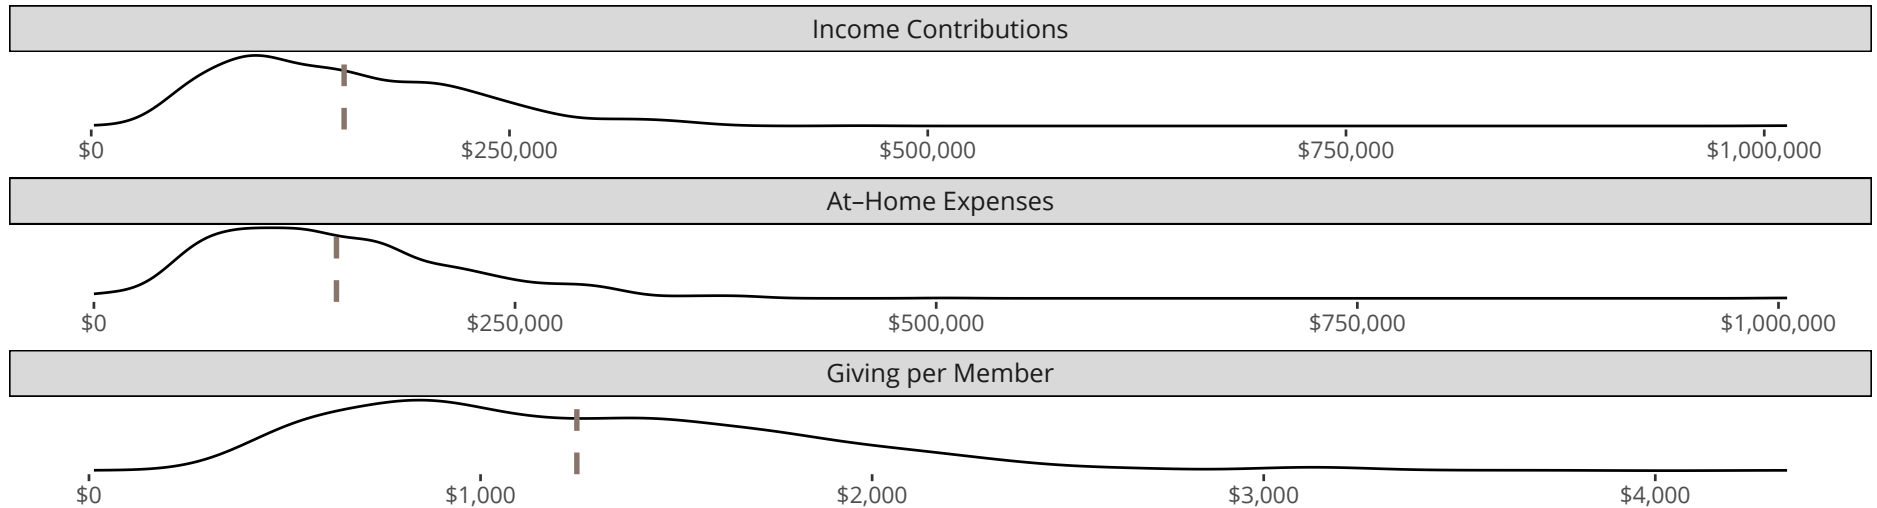 Income Contributions
$0 $250,000 $500,000 $750,000 $1,000,000
At–Home Expenses
$0 $250,000 $500,000 $750,000 $1,000,000
Giving per Member
$0 $1,000 $2,000 $3,000 $4,000